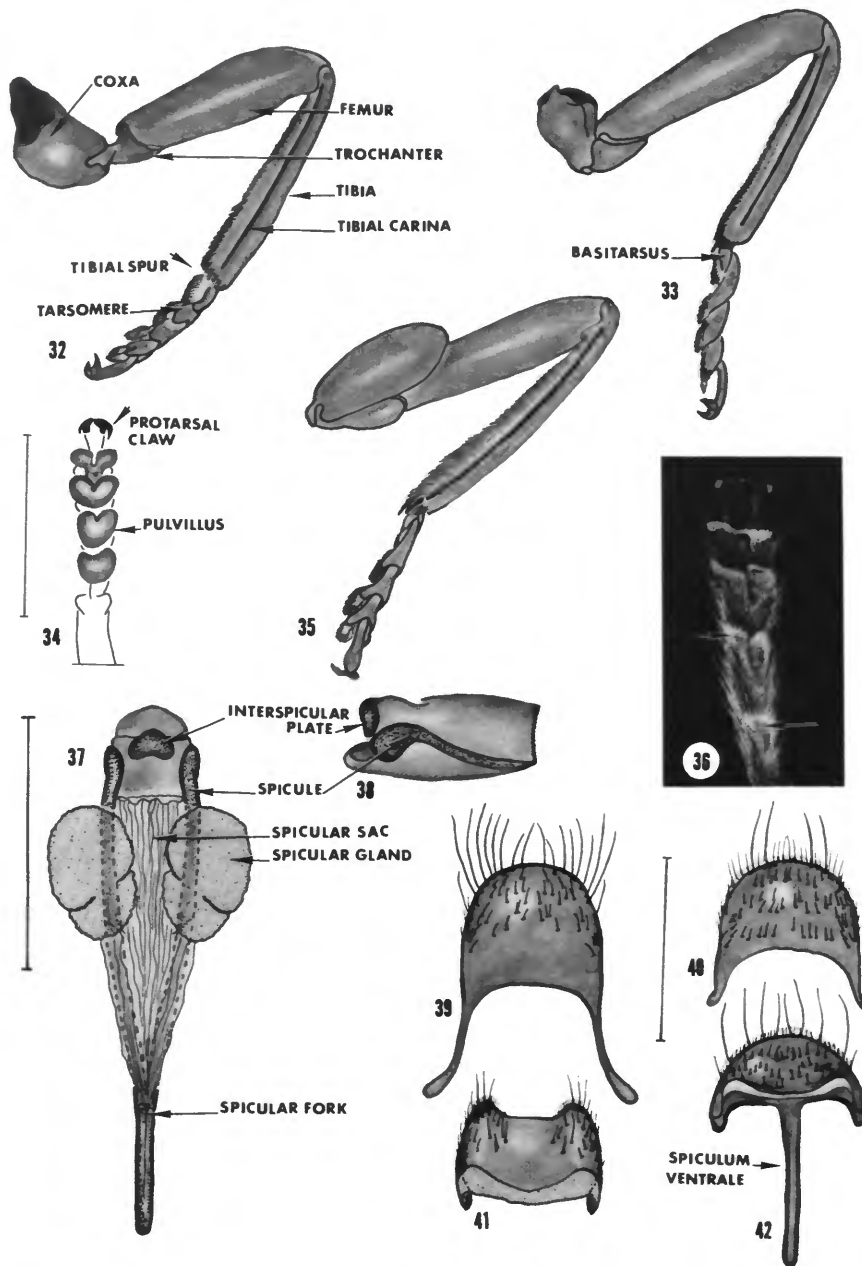 COXA
FEMUR
TROCHANTER
TIBIA
TIBIAL CARINA
TIBIAL SPUR
TARSOMERE
32
BASITARSUS
33
PROTARSAL
CLAW
PULVILLUS
34
35
36
37
INTERSPICULAR
PLATE
SPICULE
38
SPICULAR SAC
SPICULAR GLAND
39
40
SPICULAR FORK
SPICULUM
VENTRALE
41
42